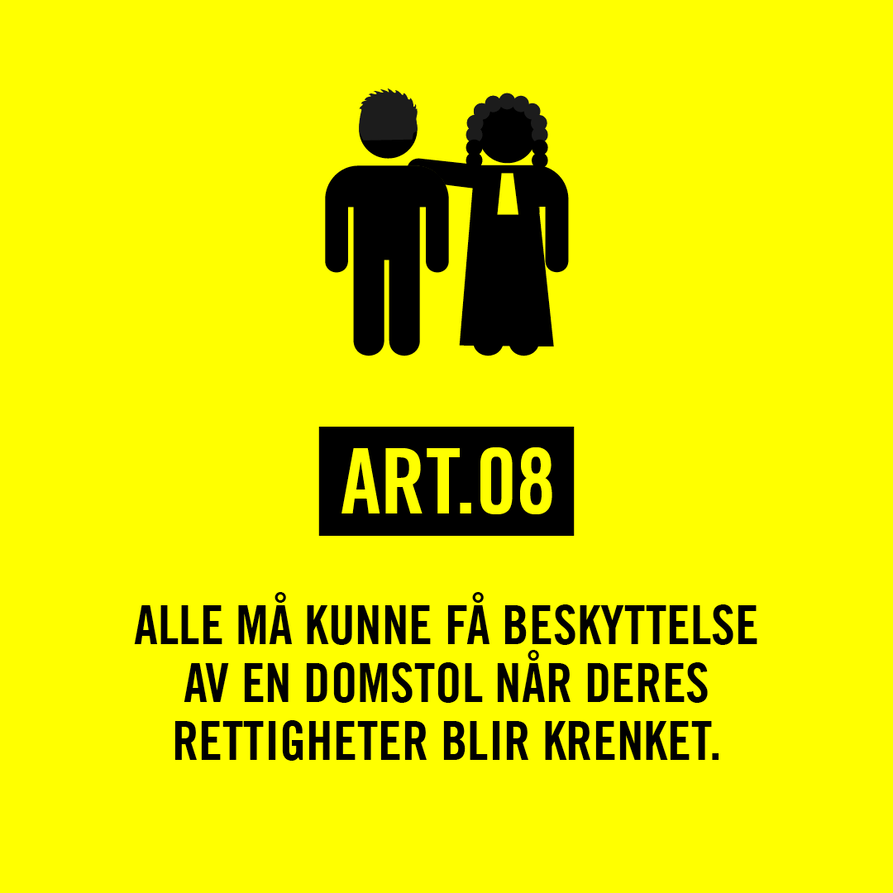 ART.08
ALLE MÅ KUNNE FÅ BESKYTTELSE
AV EN DOMSTOL NÅR DERES
RETTIGHETER BLIR KRENKET.